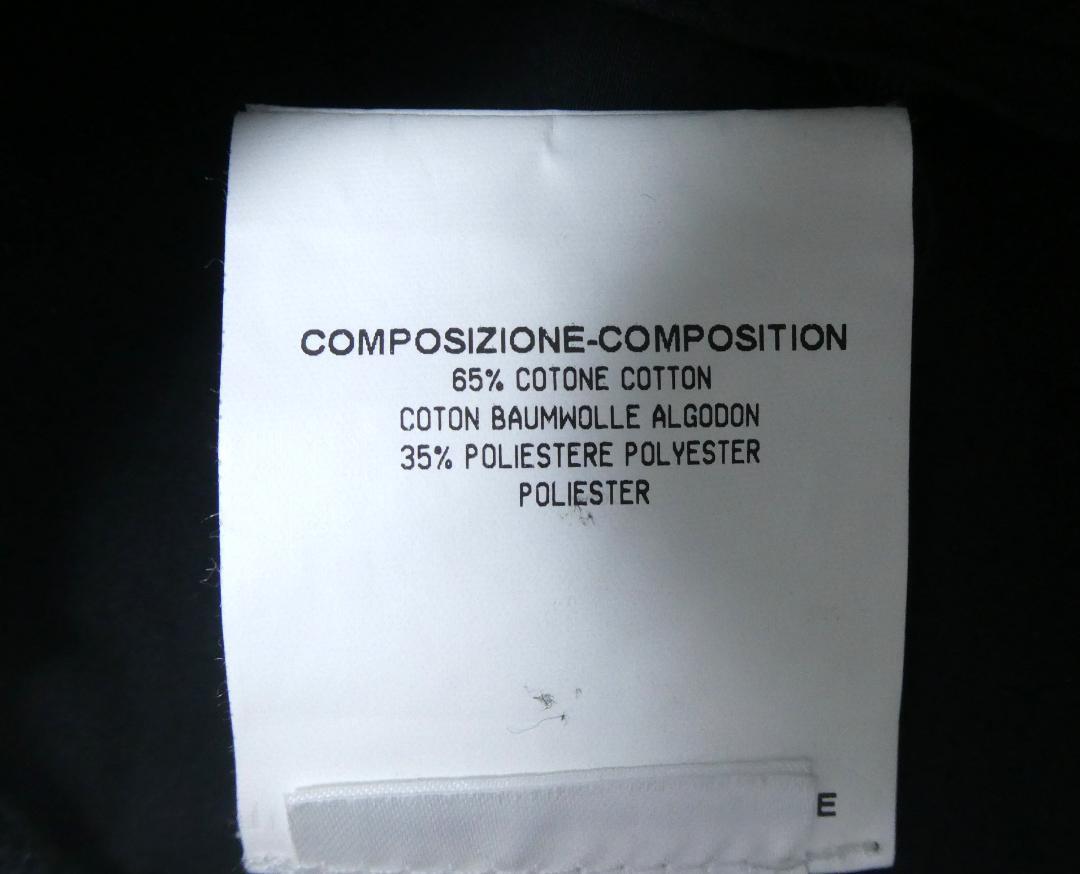 COMPOSIZIONE-COMPOSITION
65% COTONE COTTON
COTON BAUMWOLLE ALGODON
35% POLIESTERE POLYESTER
POLIESTER
E